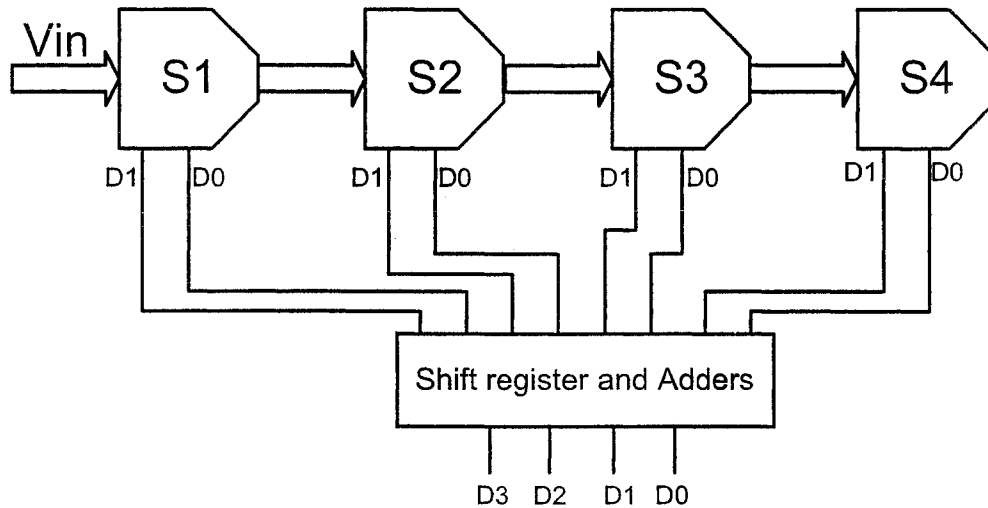 Vin
S1 S2 S3 S4
D1 D0 D1 D0 D1 D0 D1 D0
Shift register and Adders
D3 D2 D1 D0